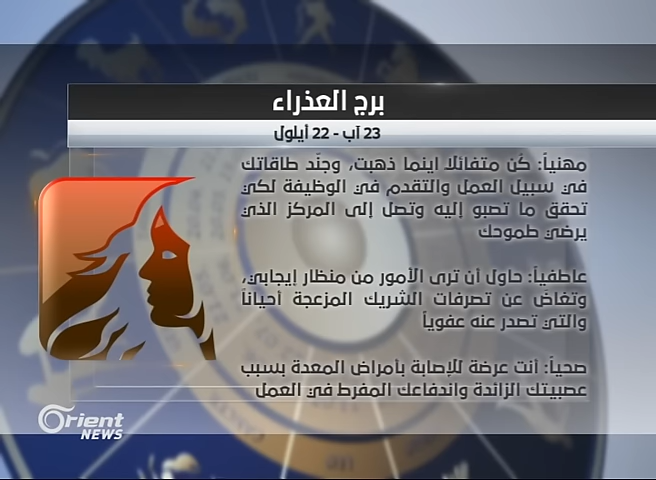 برج العذراء
23 آب - 22 أيلول
مهنياً: كن متفائلا اينما ذهبت، وجنّد طاقاتك
في سبيل العمل والتقدم في الوظيفة لكي
تحقق ما تصبو إليه وتصل إلى المركز الذي
يرضي طموحك
عاطفياً: حاول أن ترى الأمور من منظار إيجابي،
وتغاض عن تصرفات الشريك المزعجة أحياناً
والتي تصدر عنه عفوياً
صحياً: أنت عرضة للإصابة بأمراض المعدة بسبب
عصبيتك الزائدة واندفاعك المفرط في العمل
Orient
NEWS